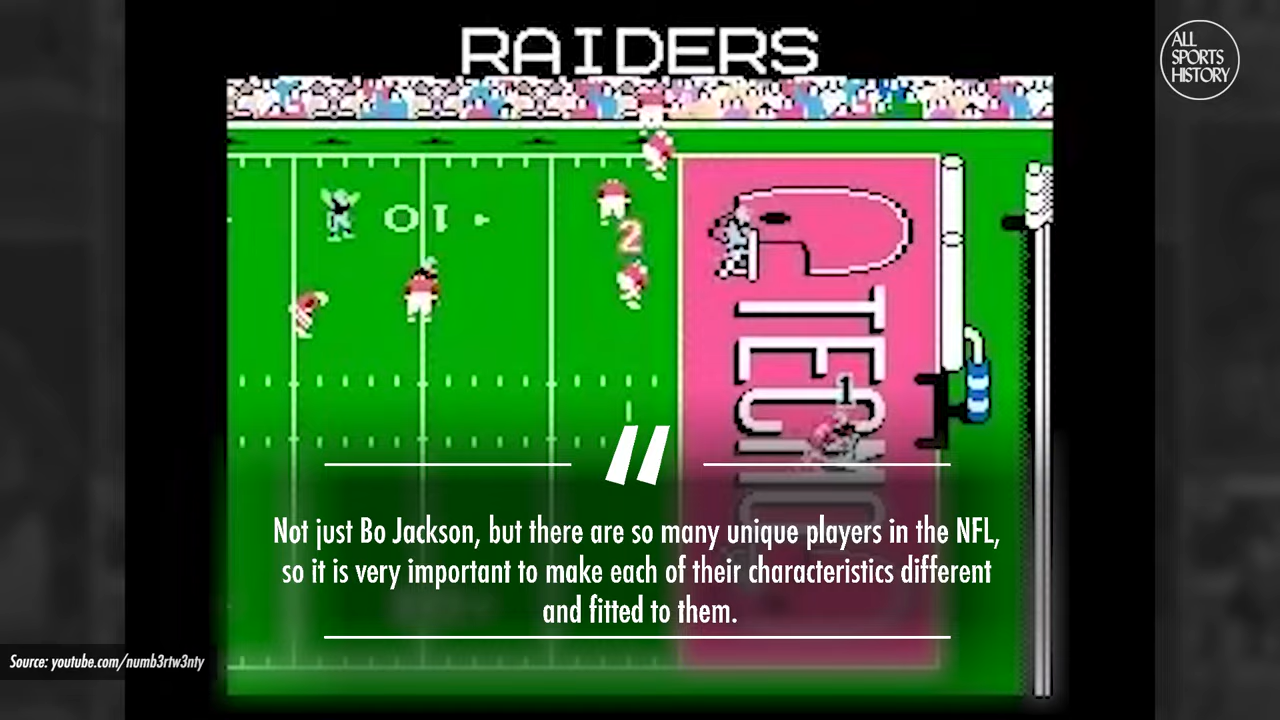 RAIDERS
ALL
SPORTS
HISTORY
10
2
TECMO
1
"
Not just Bo Jackson, but there are so many unique players in the NFL,
so it is very important to make each of their characteristics different
and fitted to them.
Source: youtube.com/numb3rtw3nty